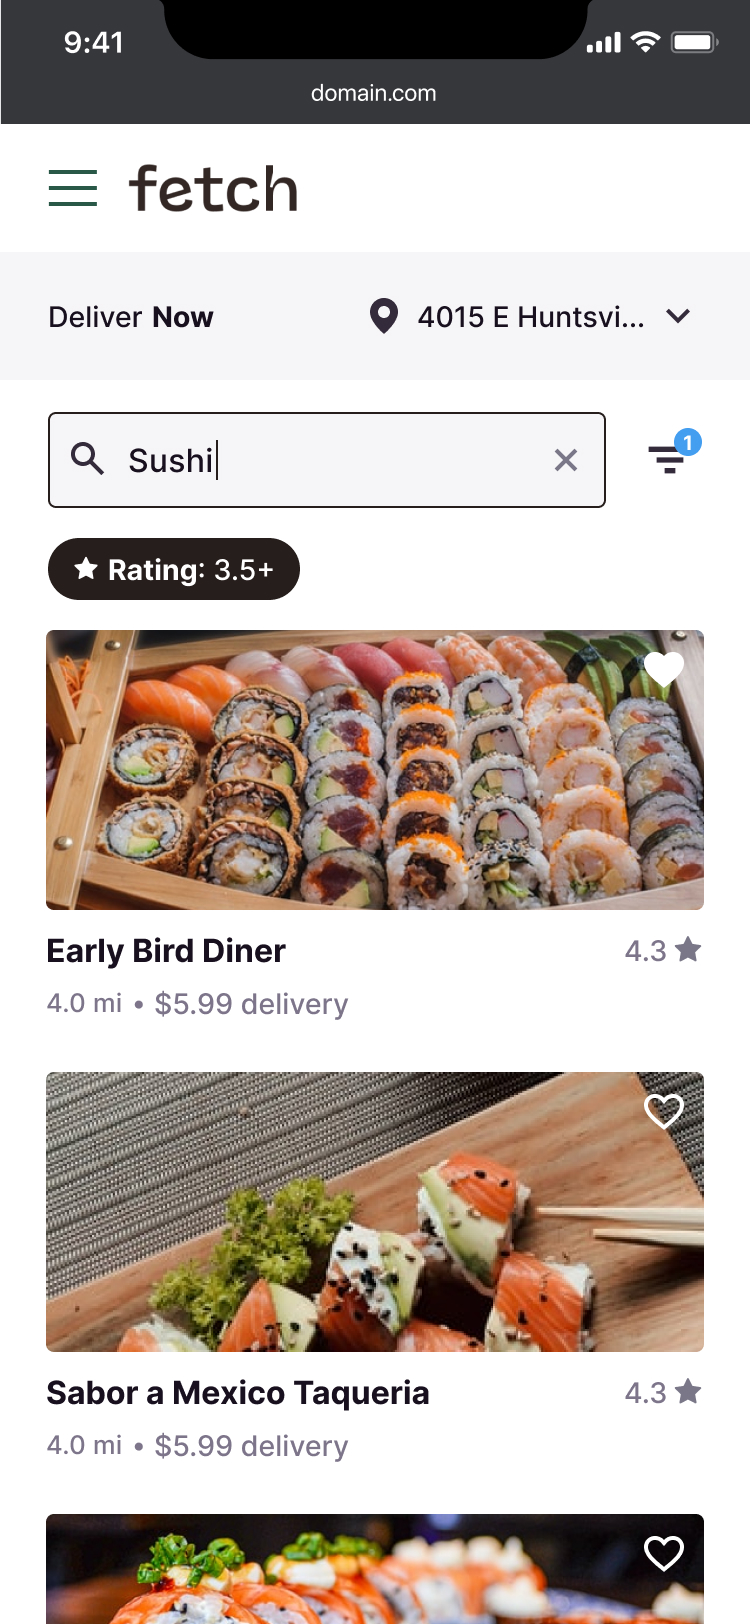 9:41
domain.com
fetch
Deliver Now
4015 E Huntsvi...
Sushi
1
Rating: 3.5+
Early Bird Diner
4.3
4.0 mi • $5.99 delivery
Sabor a Mexico Taqueria
4.3
4.0 mi • $5.99 delivery